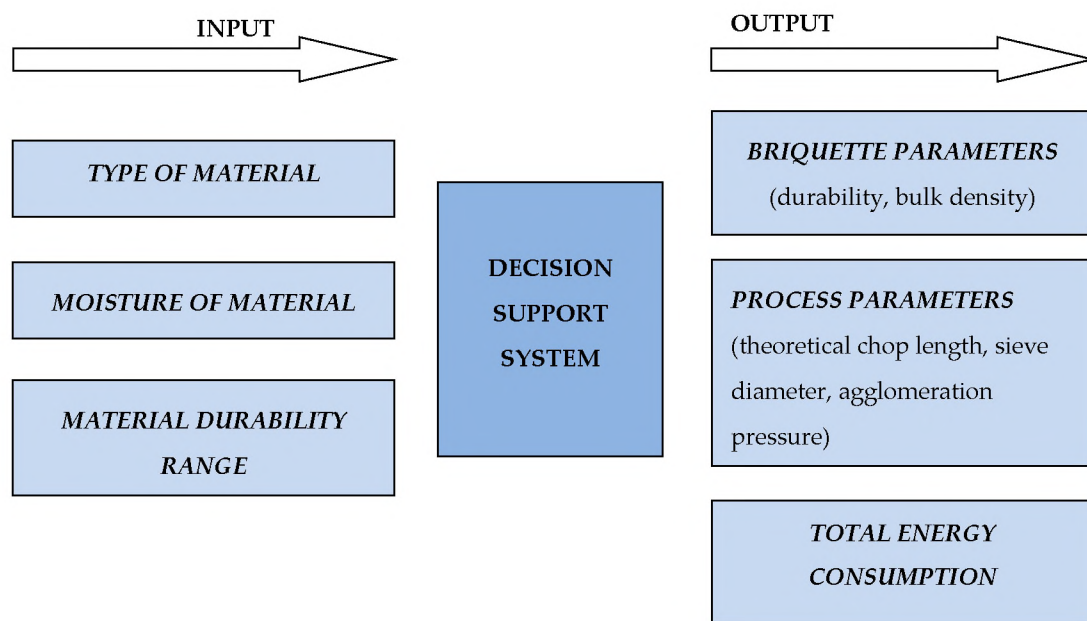 INPUT
TYPE OF MATERIAL
MOISTURE OF MATERIAL
MATERIAL DURABILITY
RANGE
DECISION
SUPPORT
SYSTEM
OUTPUT
BRIQUETTE PARAMETERS
(durability, bulk density)
PROCESS PARAMETERS
(theoretical chop length, sieve
diameter, agglomeration
pressure)
TOTAL ENERGY
CONSUMPTION